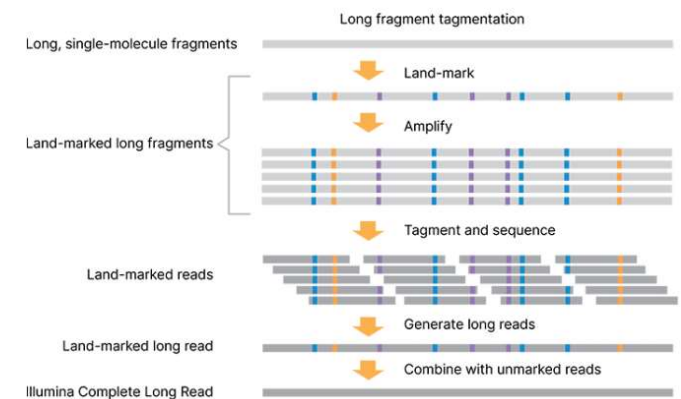 Long fragment tagmentation
Long, single-molecule fragments
Land-mark
Amplify
Land-marked long fragments
Tagment and sequence
Land-marked reads
Generate long reads
Land-marked long read
Combine with unmarked reads
Illumina Complete Long Read